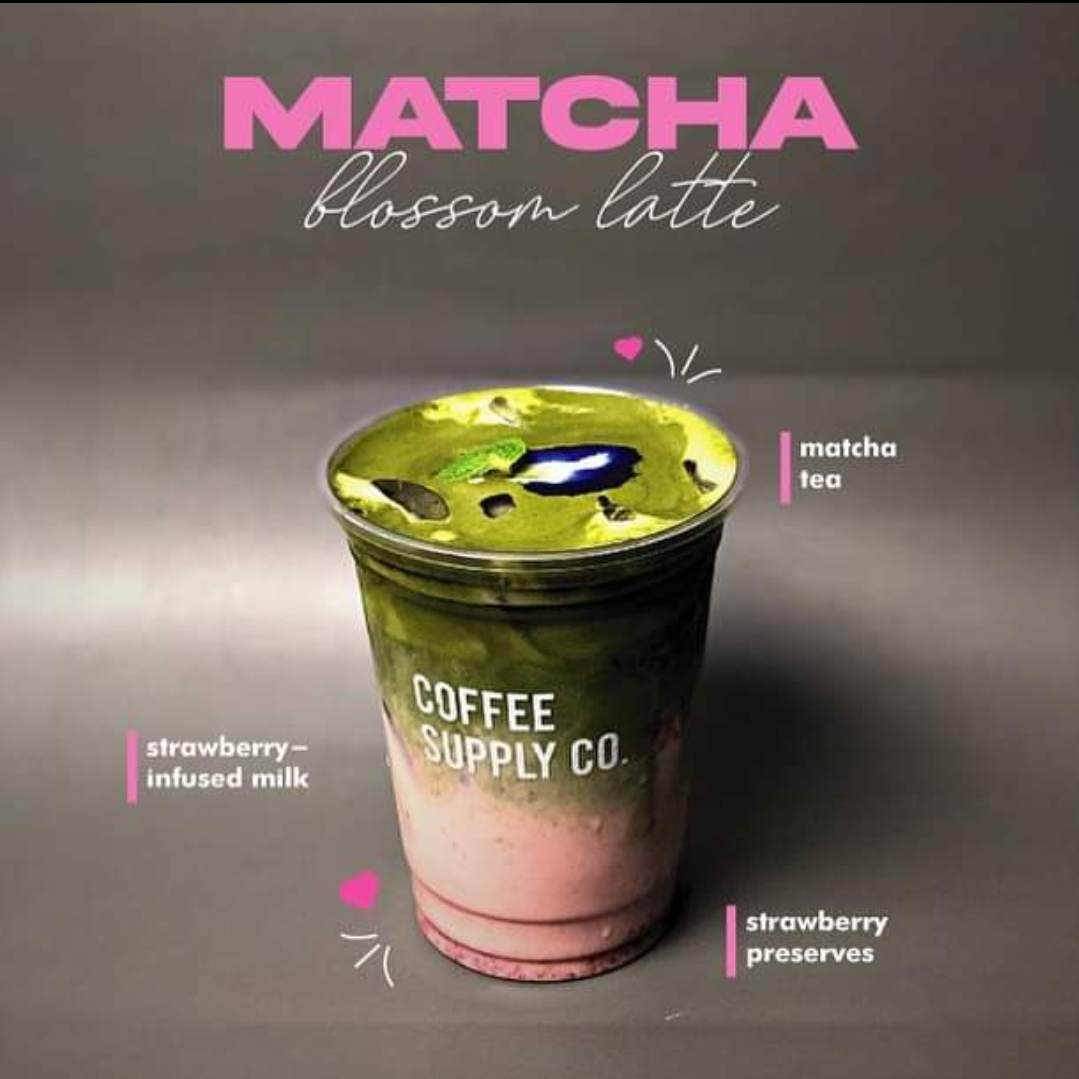 MATCHA
blossom latte
matcha
tea
COFFEE
SUPPLY CO.
strawberry–
infused milk
strawberry
preserves